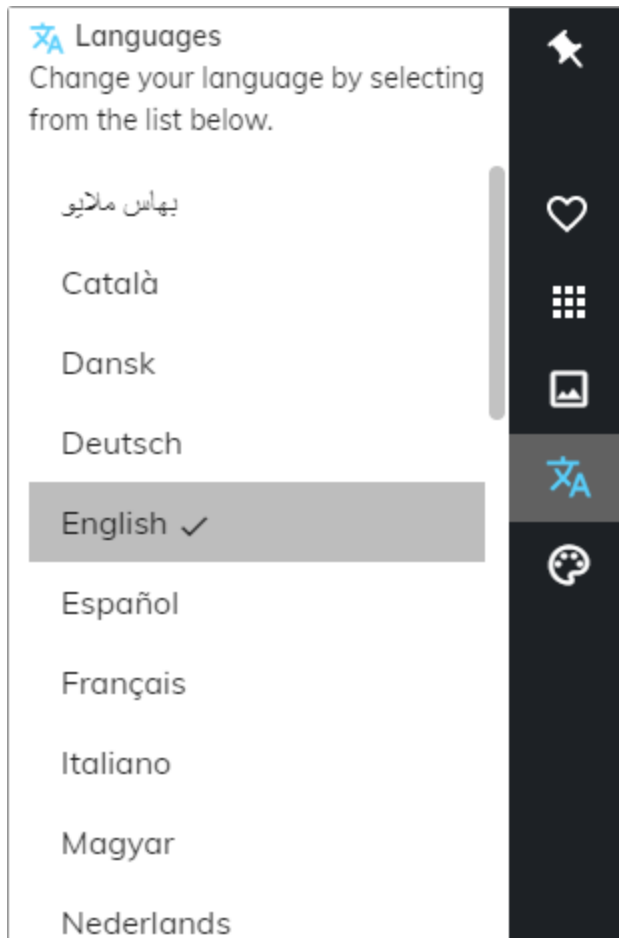 Languages
Change your language by selecting
from the list below.
بهاس ملايو
Català
Dansk
Deutsch
English
Español
Français
Italiano
Magyar
Nederlands